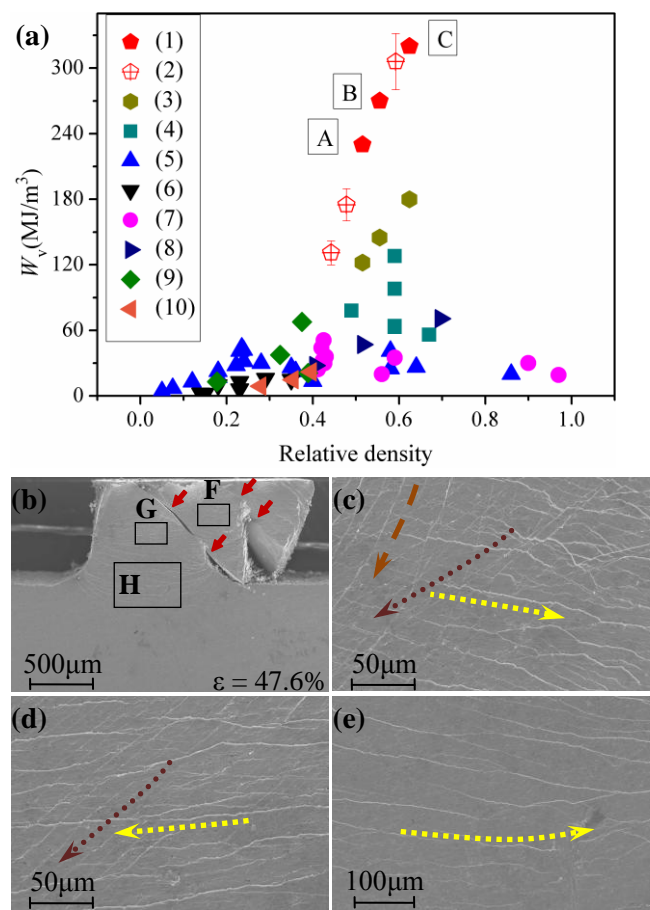 (a)
W_v(MJ/m³)
300
240
180
120
60
0
(1)
(2)
(3)
(4)
(5)
(6)
(7)
(8)
(9)
(10)
A
B
C
0.0 0.2 0.4 0.6 0.8 1.0
Relative density
(b)
G
F
H
500μm
ε = 47.6%
(c)
50μm
(d)
50μm
(e)
100μm